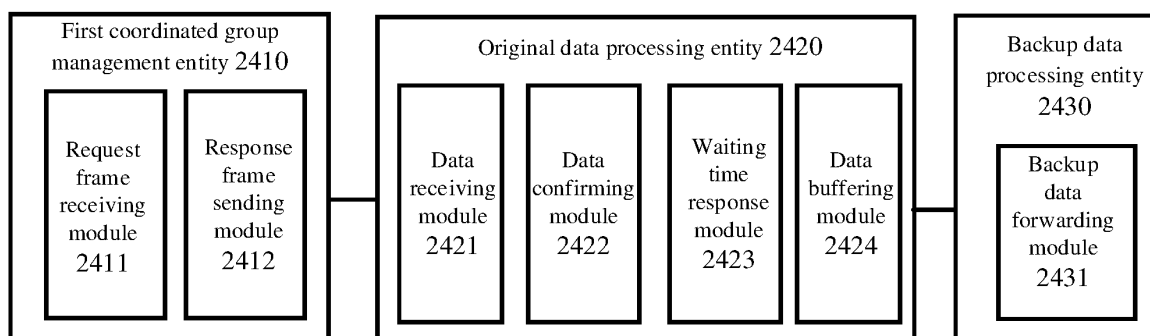 First coordinated group
management entity 2410
Request
frame
receiving
module
2411
Response
frame
sending
module
2412
Original data processing entity 2420
Data
receiving
module
2421
Data
confirming
module
2422
Waiting
time
response
module
2423
Data
buffering
module
2424
Backup data
processing entity
2430
Backup
data
forwarding
module
2431